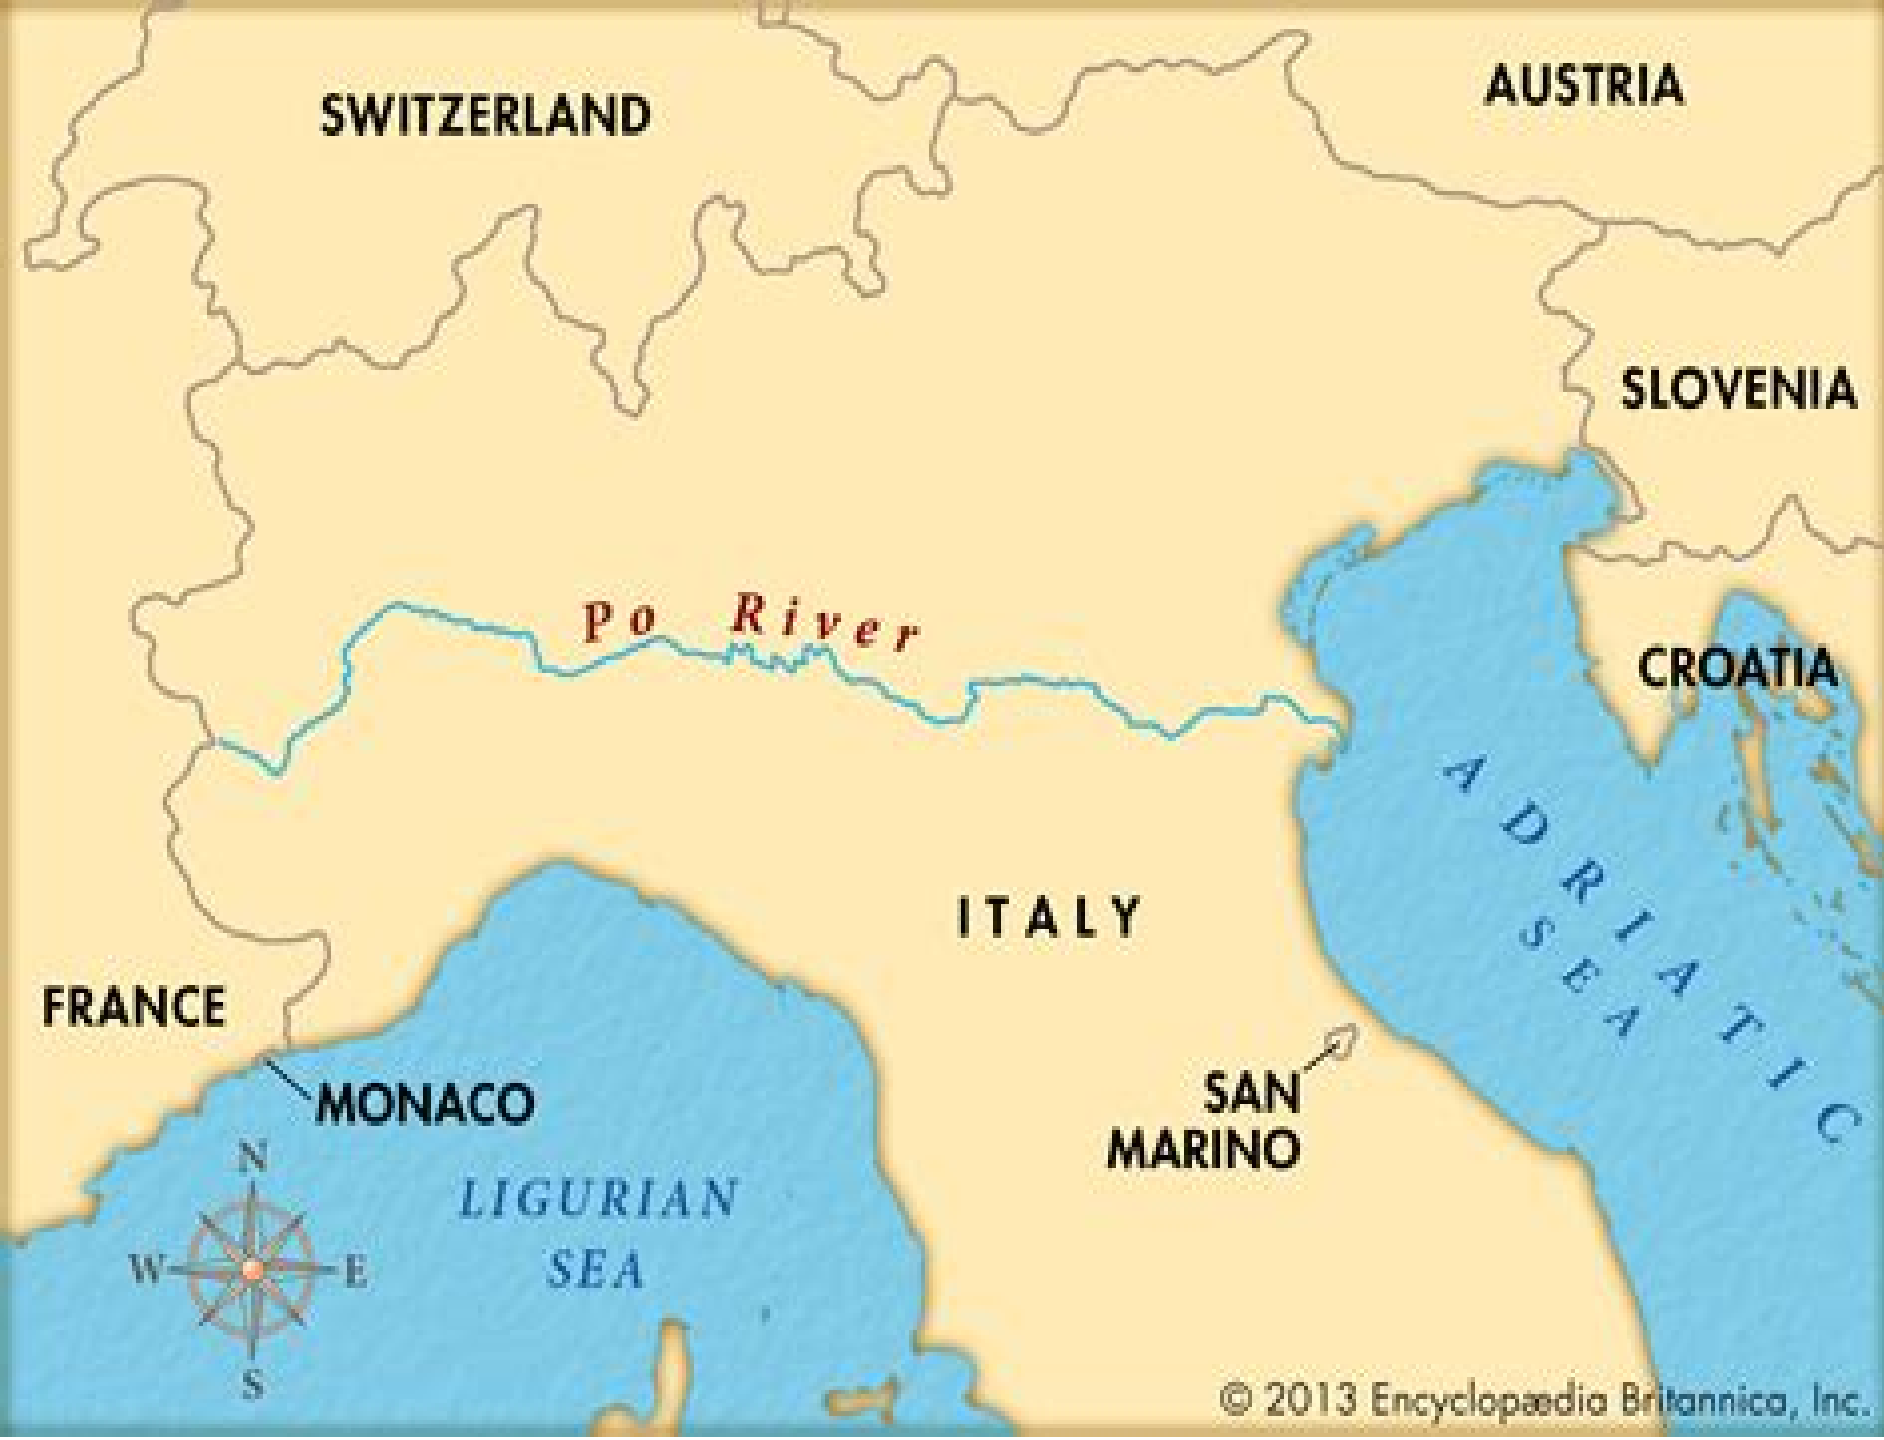 SWITZERLAND
AUSTRIA
SLOVENIA
Po River
CROATIA
ADRIATIC
SEA
ITALY
FRANCE
MONACO
SAN
MARINO
LIGURIAN
SEA
N
W E
S
© 2013 Encyclopædia Britannica, Inc.